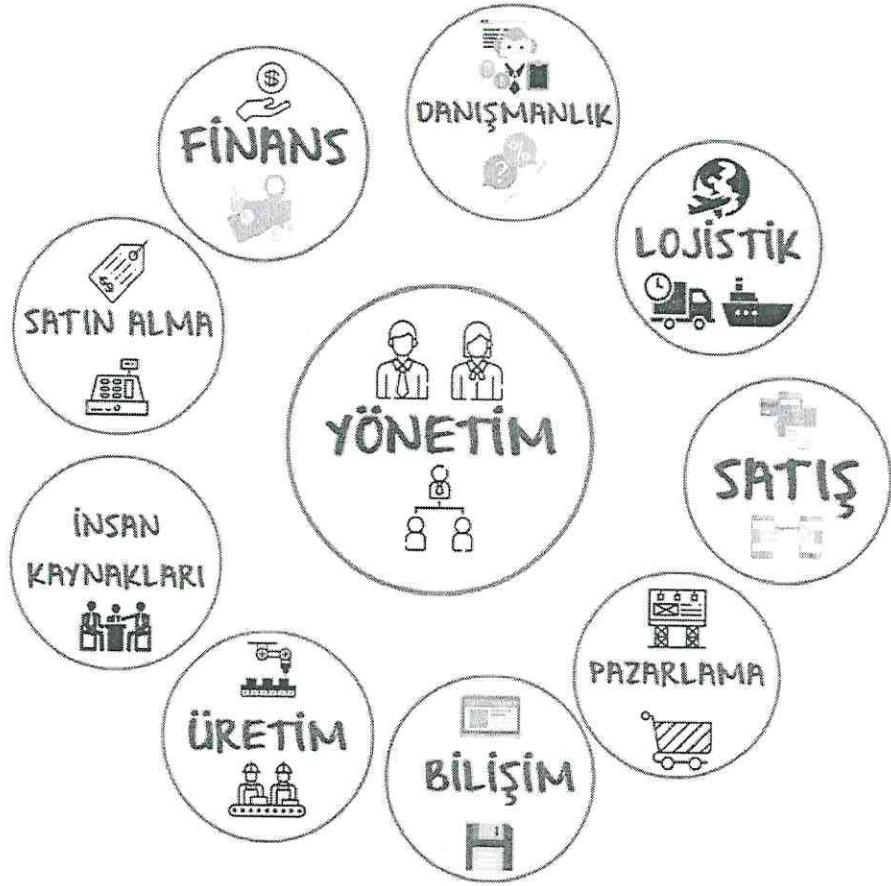 FİNANS
DANIŞMANLIK
LOJİSTİK
SATIN ALMA
YÖNETİM
SATIŞ
İNSAN
KAYNAKLARI
PAZARLAMA
ÜRETİM
BİLİŞİM